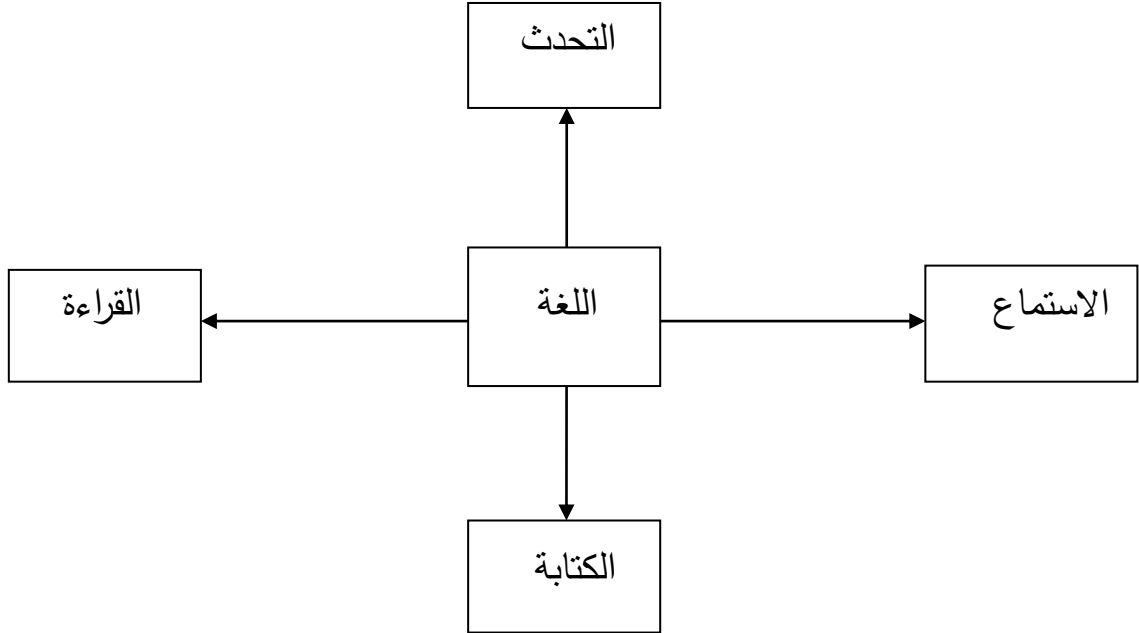 التحدث
الاستماع
اللغة
القراءة
الكتابة